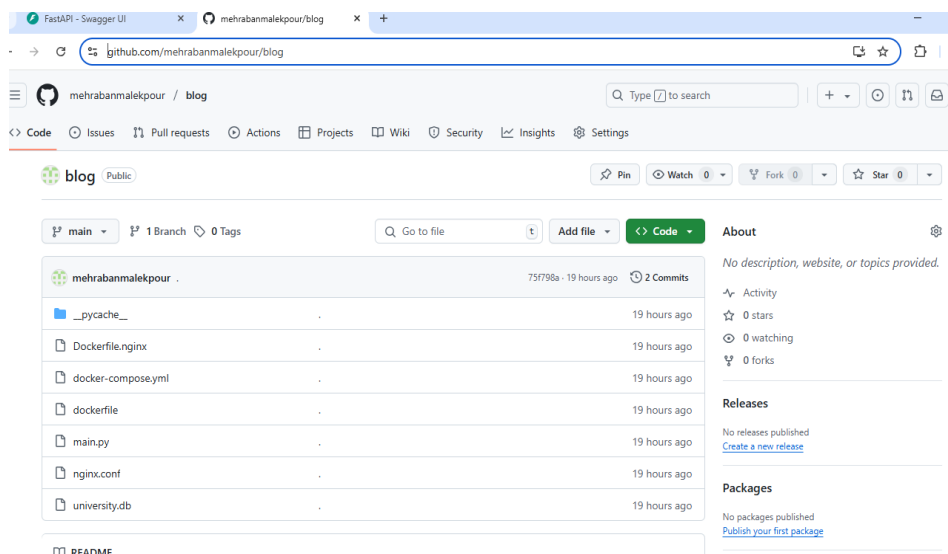 FastAPI - Swagger UI
mehrabanmalekpour/blog
github.com/mehrabanmalekpour/blog
mehrabanmalekpour / blog
Type / to search
<> Code
Issues
Pull requests
Actions
Projects
Wiki
Security
Insights
Settings
blog Public
Pin
Watch 0
Fork 0
Star 0
main
1 Branch
0 Tags
Go to file t
Add file
<> Code
mehrabanmalekpour .
75f798a · 19 hours ago
2 Commits
__pycache__ . 19 hours ago
Dockerfile.nginx . 19 hours ago
docker-compose.yml . 19 hours ago
dockerfile . 19 hours ago
main.py . 19 hours ago
nginx.conf . 19 hours ago
university.db . 19 hours ago
README
About
No description, website, or topics provided.
Activity
0 stars
0 watching
0 forks
Releases
No releases published
Create a new release
Packages
No packages published
Publish your first package